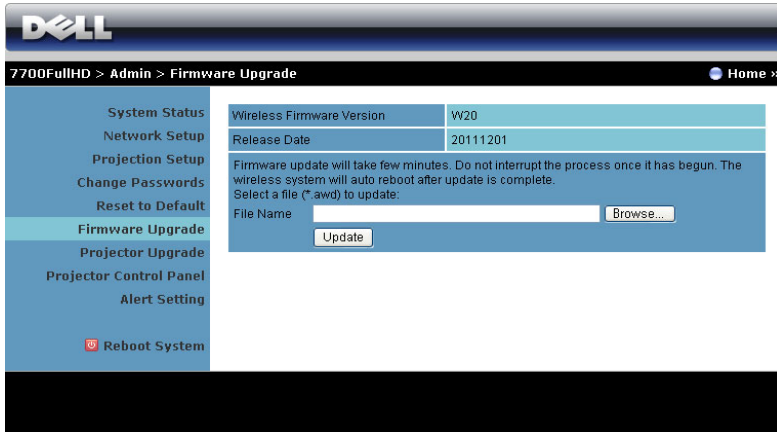 DELL
7700FullHD > Admin > Firmware Upgrade
Home »
System Status
Network Setup
Projection Setup
Change Passwords
Reset to Default
Firmware Upgrade
Projector Upgrade
Projector Control Panel
Alert Setting
Reboot System
Wireless Firmware Version W20
Release Date 20111201
Firmware update will take few minutes. Do not interrupt the process once it has begun. The
wireless system will auto reboot after update is complete.
Select a file (*.awd) to update:
File Name Browse...
Update